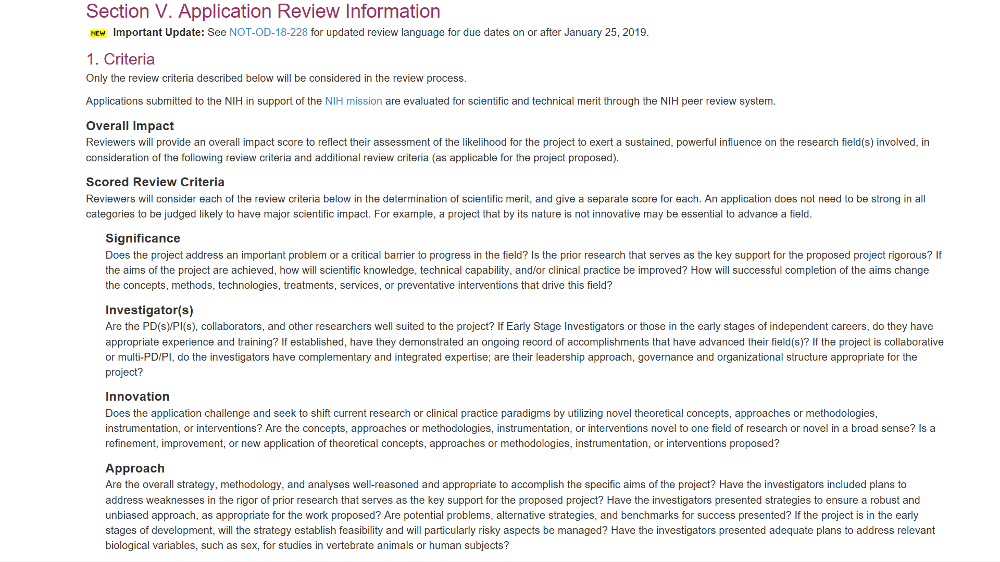 Section V. Application Review Information
NEW Important Update: See NOT-OD-18-228 for updated review language for due dates on or after January 25, 2019.
1. Criteria
Only the review criteria described below will be considered in the review process.
Applications submitted to the NIH in support of the NIH mission are evaluated for scientific and technical merit through the NIH peer review system.
Overall Impact
Reviewers will provide an overall impact score to reflect their assessment of the likelihood for the project to exert a sustained, powerful influence on the research field(s) involved, in
consideration of the following review criteria and additional review criteria (as applicable for the project proposed).
Scored Review Criteria
Reviewers will consider each of the review criteria below in the determination of scientific merit, and give a separate score for each. An application does not need to be strong in all
categories to be judged likely to have major scientific impact. For example, a project that by its nature is not innovative may be essential to advance a field.
Significance
Does the project address an important problem or a critical barrier to progress in the field? Is the prior research that serves as the key support for the proposed project rigorous? If
the aims of the project are achieved, how will scientific knowledge, technical capability, and/or clinical practice be improved? How will successful completion of the aims change
the concepts, methods, technologies, treatments, services, or preventative interventions that drive this field?
Investigator(s)
Are the PD(s)/PI(s), collaborators, and other researchers well suited to the project? If Early Stage Investigators or those in the early stages of independent careers, do they have
appropriate experience and training? If established, have they demonstrated an ongoing record of accomplishments that have advanced their field(s)? If the project is collaborative
or multi-PD/PI, do the investigators have complementary and integrated expertise; are their leadership approach, governance and organizational structure appropriate for the
project?
Innovation
Does the application challenge and seek to shift current research or clinical practice paradigms by utilizing novel theoretical concepts, approaches or methodologies,
instrumentation, or interventions? Are the concepts, approaches or methodologies, instrumentation, or interventions novel to one field of research or novel in a broad sense? Is a
refinement, improvement, or new application of theoretical concepts, approaches or methodologies, instrumentation, or interventions proposed?
Approach
Are the overall strategy, methodology, and analyses well-reasoned and appropriate to accomplish the specific aims of the project? Have the investigators included plans to
address weaknesses in the rigor of prior research that serves as the key support for the proposed project? Have the investigators presented strategies to ensure a robust and
unbiased approach, as appropriate for the work proposed? Are potential problems, alternative strategies, and benchmarks for success presented? If the project is in the early
stages of development, will the strategy establish feasibility and will particularly risky aspects be managed? Have the investigators presented adequate plans to address relevant
biological variables, such as sex, for studies in vertebrate animals or human subjects?